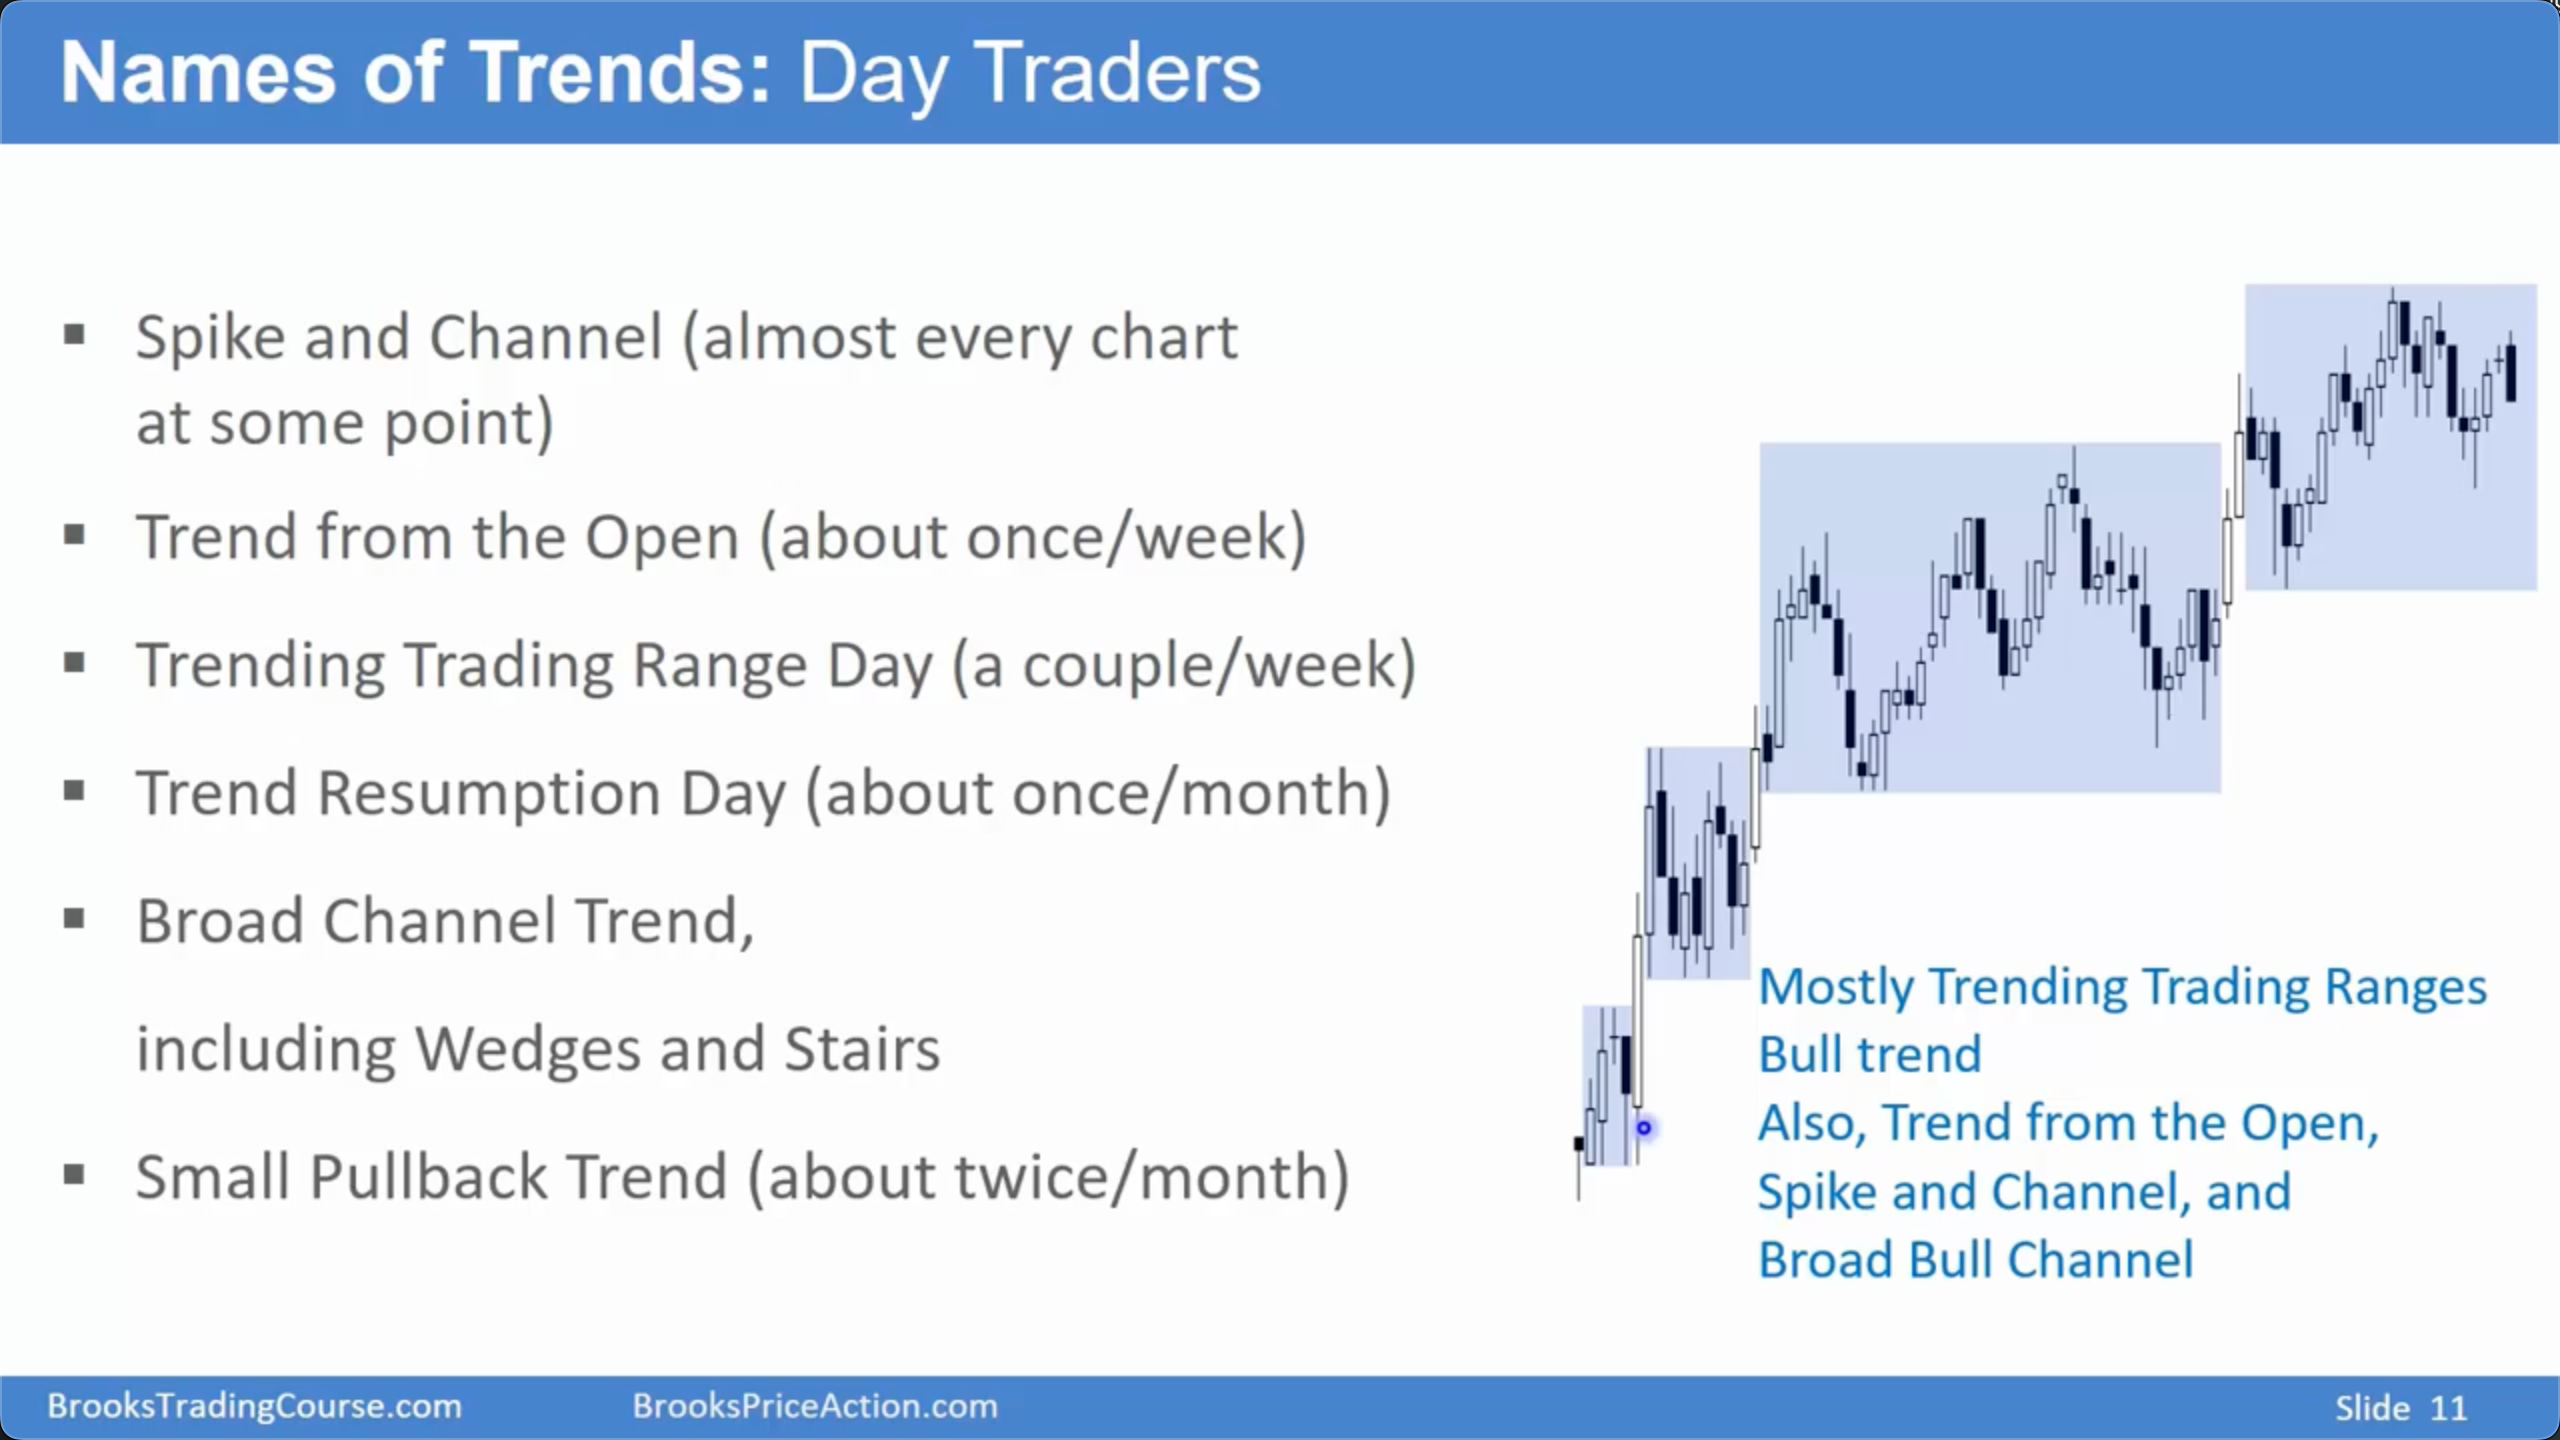 Names of Trends: Day Traders
Spike and Channel (almost every chart
at some point)
Trend from the Open (about once/week)
Trending Trading Range Day (a couple/week)
Trend Resumption Day (about once/month)
Broad Channel Trend,
including Wedges and Stairs
Small Pullback Trend (about twice/month)
Mostly Trending Trading Ranges
Bull trend
Also, Trend from the Open,
Spike and Channel, and
Broad Bull Channel
BrooksTradingCourse.com
BrooksPriceAction.com
Slide 11